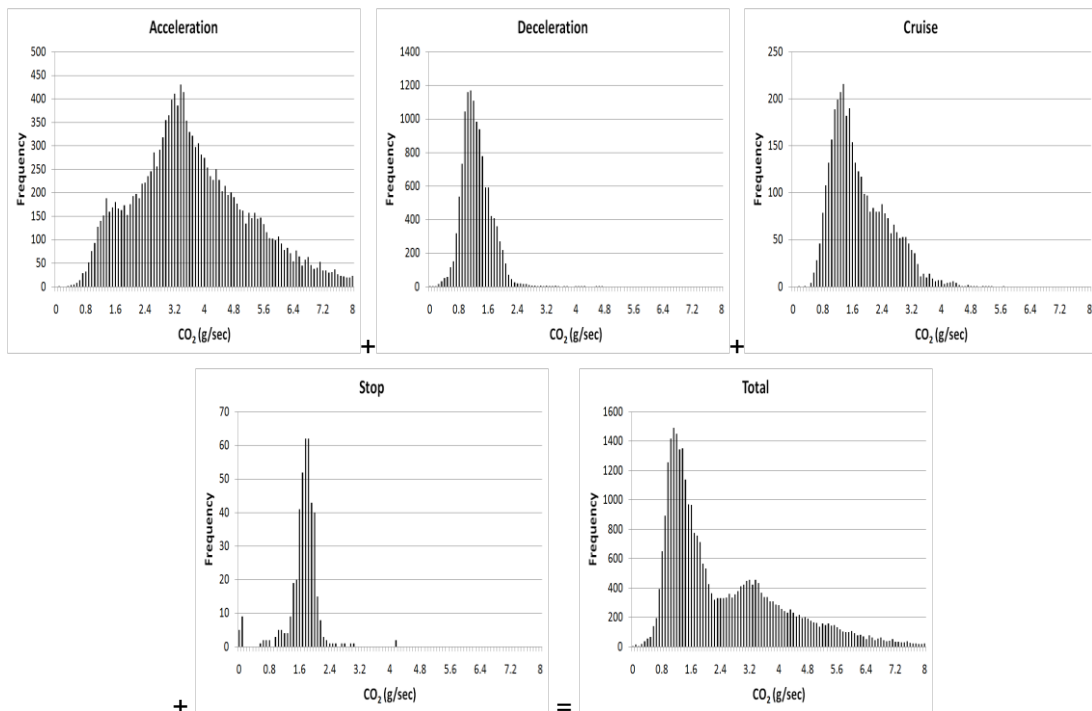 Acceleration
500
450
400
350
300
250
200
150
100
50
0
Frequency
0 0.8 1.6 2.4 3.2 4 4.8 5.6 6.4 7.2 8
CO₂ (g/sec)
+
Deceleration
1400
1200
1000
800
600
400
200
0
Frequency
0 0.8 1.6 2.4 3.2 4 4.8 5.6 6.4 7.2 8
CO₂ (g/sec)
+
Cruise
250
200
150
100
50
0
Frequency
0 0.8 1.6 2.4 3.2 4 4.8 5.6 6.4 7.2 8
CO₂ (g/sec)
+
Stop
70
60
50
40
30
20
10
0
Frequency
0 0.8 1.6 2.4 3.2 4 4.8 5.6 6.4 7.2 8
CO₂ (g/sec)
=
Total
1600
1400
1200
1000
800
600
400
200
0
Frequency
0 0.8 1.6 2.4 3.2 4 4.8 5.6 6.4 7.2 8
CO₂ (g/sec)